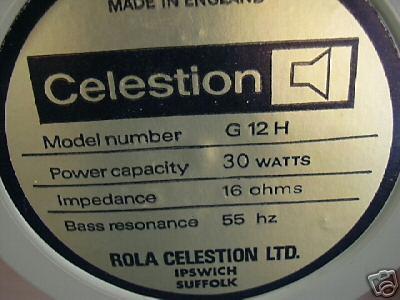 MADE IN ENGLAND
Celestion
Model number G 12 H
Power capacity 30 WATTS
Impedance 16 ohms
Bass resonance 55 hz
ROLA CELESTION LTD.
IPSWICH
SUFFOLK